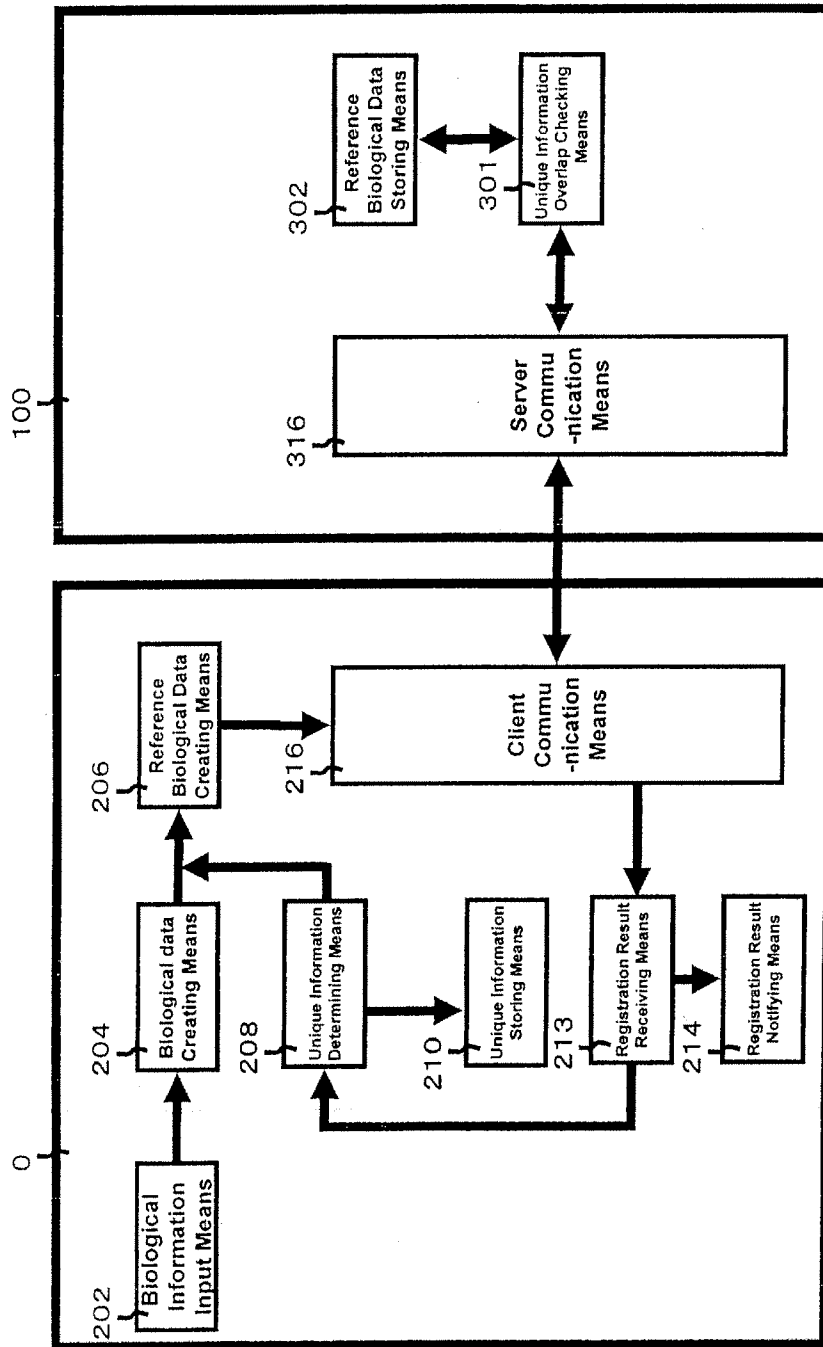 0
202
Biological
Information
Input Means
204
Biological data
Creating Means
206
Reference
Biological Data
Creating Means
208
Unique Information
Determining Means
210
Unique Information
Storing Means
213
Registration Result
Receiving Means
214
Registration Result
Notifying Means
216
Client
Commu
-nication
Means
100
316
Server
Commu
-nication
Means
302
Reference
Biological Data
Storing Means
301
Unique Information
Overlap Checking
Means